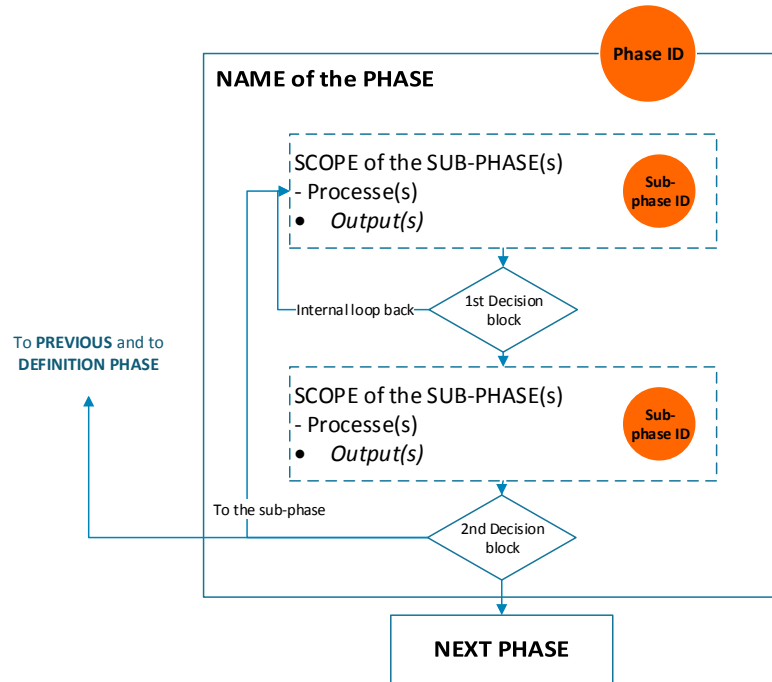 Phase ID
NAME of the PHASE
SCOPE of the SUB-PHASE(s)
- Processe(s)
• Output(s)
Sub-
phase ID
Internal loop back
1st Decision
block
To PREVIOUS and to
DEFINITION PHASE
SCOPE of the SUB-PHASE(s)
- Processe(s)
• Output(s)
Sub-
phase ID
To the sub-phase
2nd Decision
block
NEXT PHASE